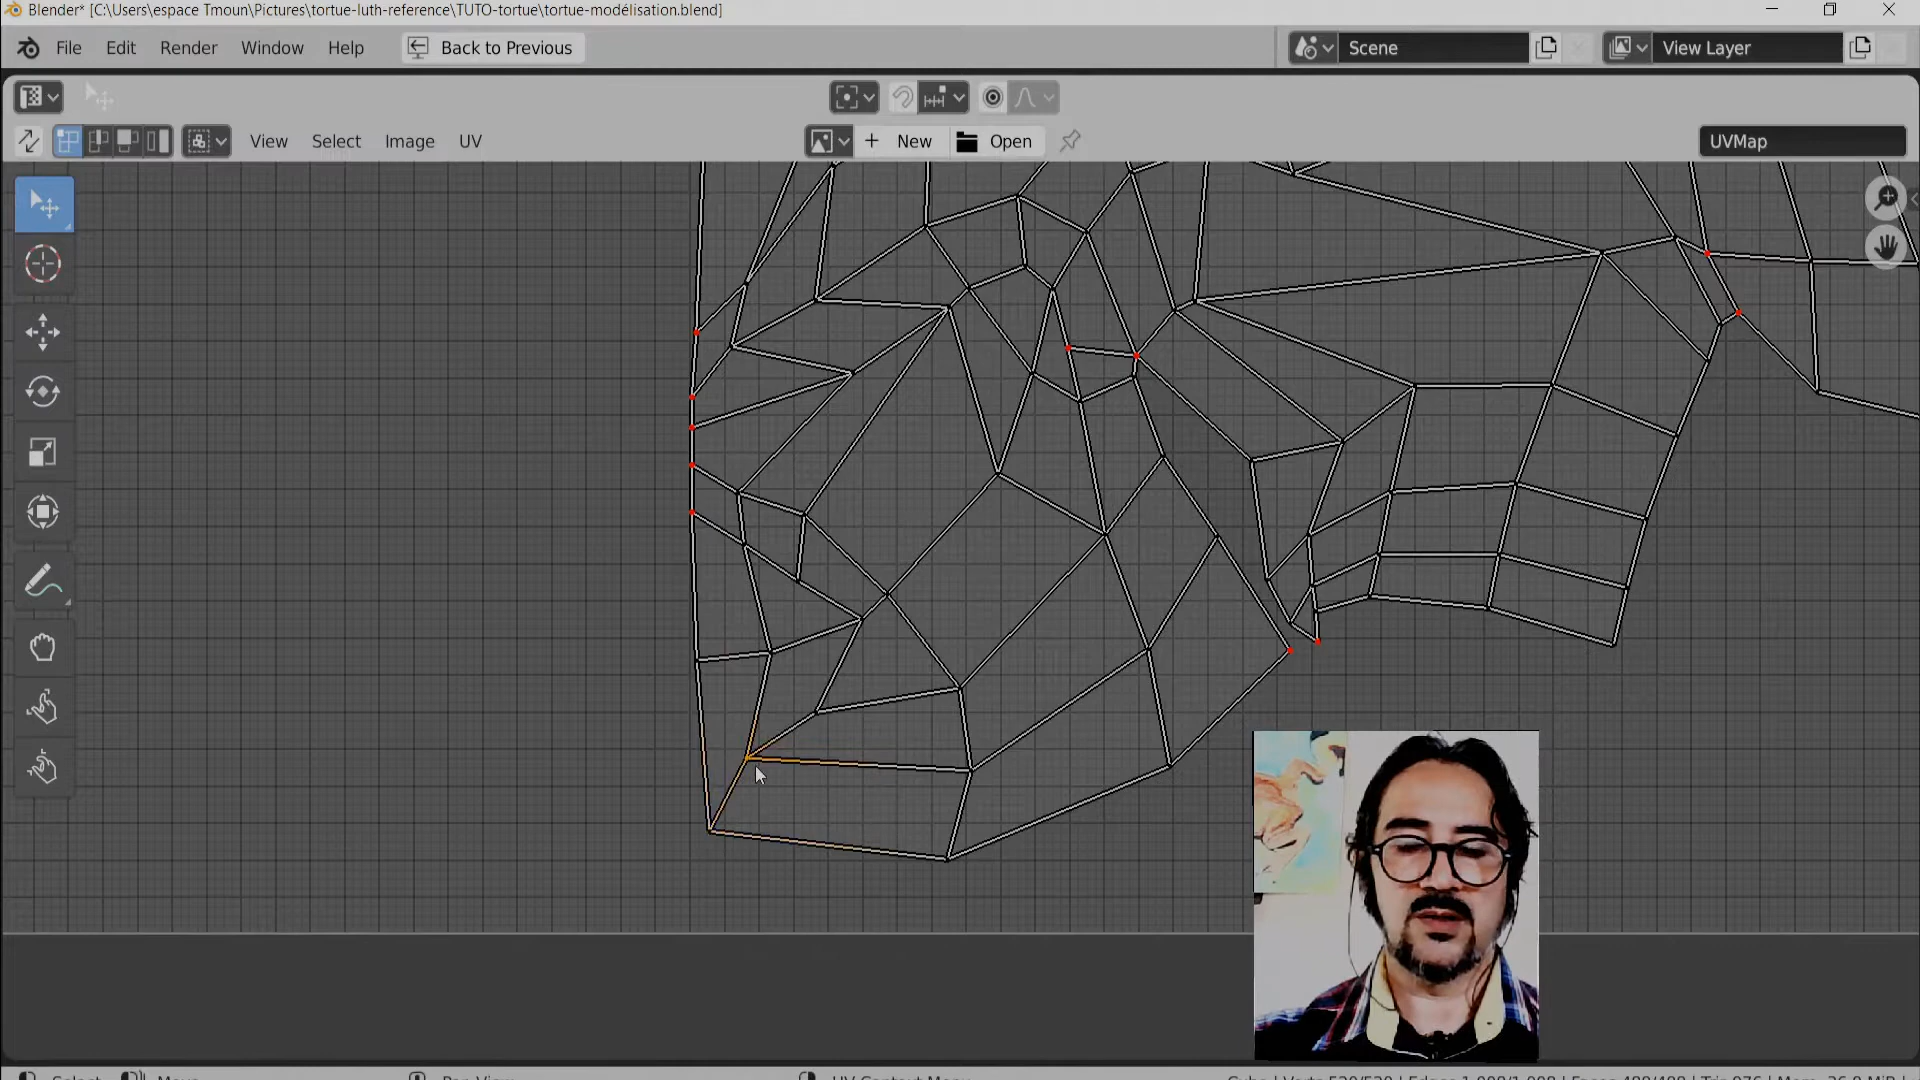 Blender* [C:\Users\espace Tmoun\Pictures\tortue-luth-reference\TUTO-tortue\tortue-modélisation.blend]
File Edit Render Window Help Back to Previous Scene View Layer
View Select Image UV + New Open UVMap